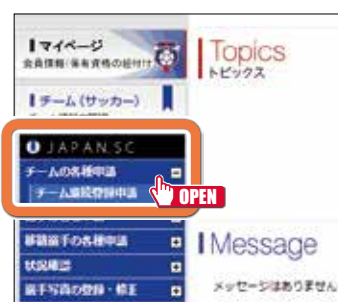 マイページ
会員情報・保有資格の紐付け
チーム(サッカー)
JAPAN.SC
チームの各種申請
チーム継続登録申請
OPEN
移籍選手の各種申請
状況確認
選手写真の登録・修正
Topics
トピックス
Message
メッセージはありません